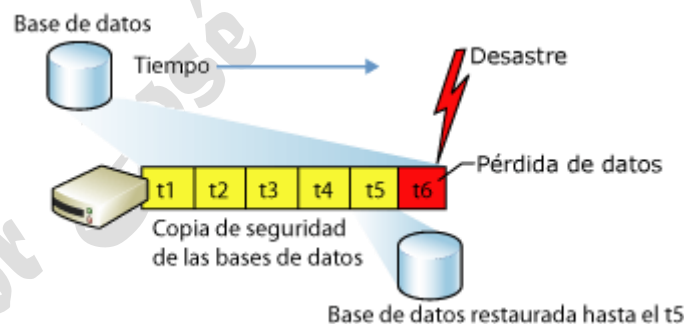 Base de datos
Tiempo
Desastre
Pérdida de datos
t1 t2 t3 t4 t5 t6
Copia de seguridad
de las bases de datos
Base de datos restaurada hasta el t5